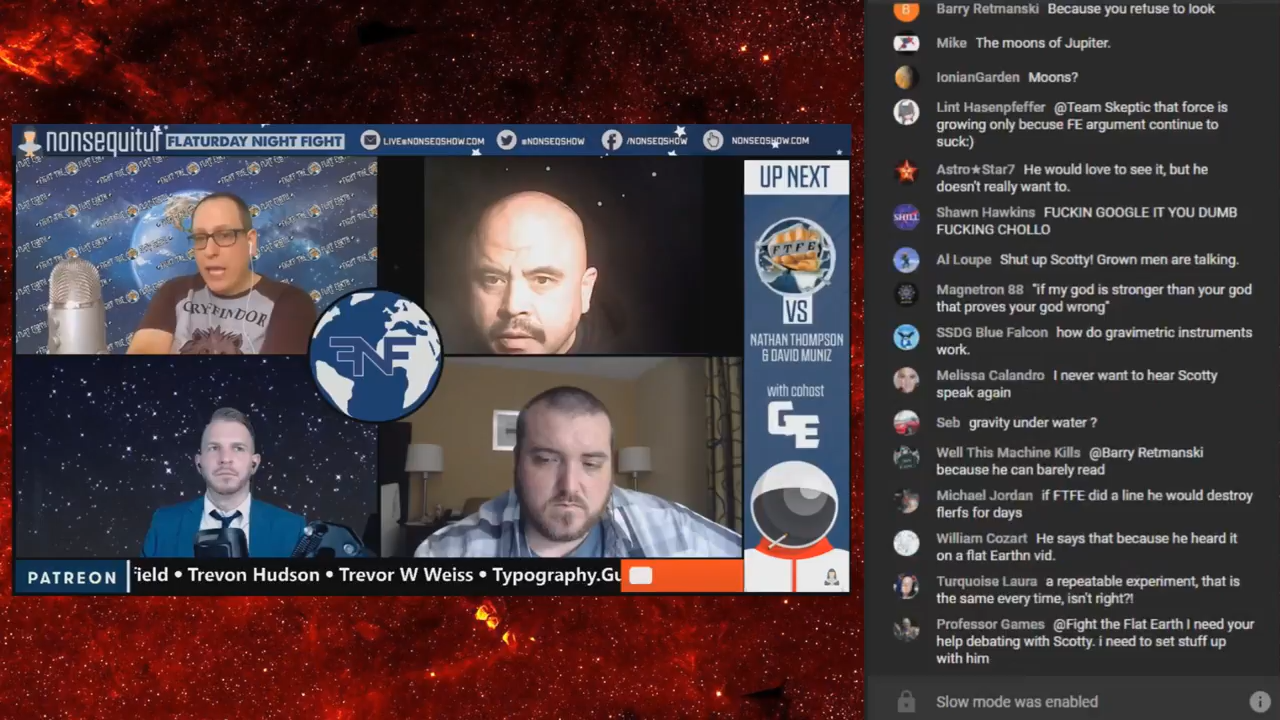 nonsequitur FLATURDAY NIGHT FIGHT LIVE@NONSEQSHOW.COM @NONSEQSHOW /NONSEQSHOW NONSEQSHOW.COM
CRYFFINDOR
FNF
UP NEXT
FTFE
VS
NATHAN THOMPSON
& DAVID MUNIZ
with cohost
GE
PATREON
ield • Trevon Hudson • Trevor W Weiss • Typography.Gu
Barry Retmanski Because you refuse to look
Mike The moons of Jupiter.
IonianGarden Moons?
Lint Hasenpfeffer @Team Skeptic that force is
growing only becuse FE argument continue to
suck:)
Astro★Star7 He would love to see it, but he
doesn't really want to.
SHILL
Shawn Hawkins FUCKIN GOOGLE IT YOU DUMB
FUCKING CHOLLO
Al Loupe Shut up Scotty! Grown men are talking.
Magnetron 88 "if my god is stronger than your god
that proves your god wrong"
SSDG Blue Falcon how do gravimetric instruments
work.
Melissa Calandro I never want to hear Scotty
speak again
Seb gravity under water ?
Well This Machine Kills @Barry Retmanski
because he can barely read
Michael Jordan if FTFE did a line he would destroy
flerfs for days
William Cozart He says that because he heard it
on a flat Earthn vid.
Turquoise Laura a repeatable experiment, that is
the same every time, isn't right?!
Professor Games @Fight the Flat Earth I need your
help debating with Scotty. i need to set stuff up
with him
Slow mode was enabled